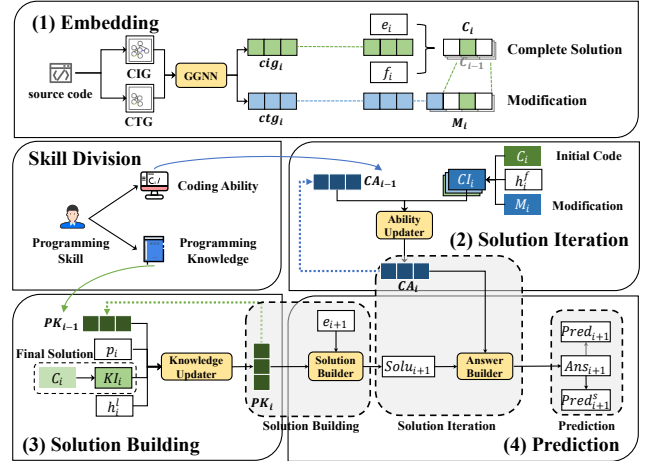 (1) Embedding
source code
CIG
CTG
GGNN
cig_i
ctg_i
e_i
f_i
C_i
C_{i-1}
M_i
Complete Solution
Modification
Skill Division
Coding Ability
Programming Skill
Programming Knowledge
CA_{i-1}
CI_i
C_i
h_i^f
M_i
Initial Code
Modification
Ability Updater
(2) Solution Iteration
CA_i
PK_{i-1}
Final Solution
p_i
C_i
KI_i
h_i^l
Knowledge Updater
PK_i
(3) Solution Building
e_{i+1}
Solution Builder
Solution Building
Solu_{i+1}
Answer Builder
Solution Iteration
Pred_{i+1}
Ans_{i+1}
Pred_{i+1}^s
Prediction
(4) Prediction